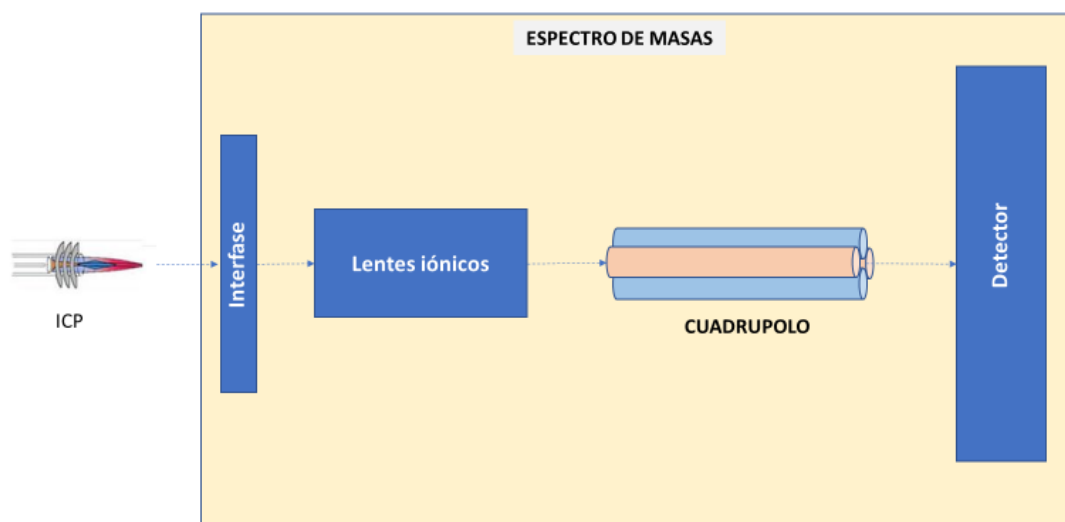 ESPECTRO DE MASAS
ICP
Interfase
Lentes iónicos
CUADRUPOLO
Detector